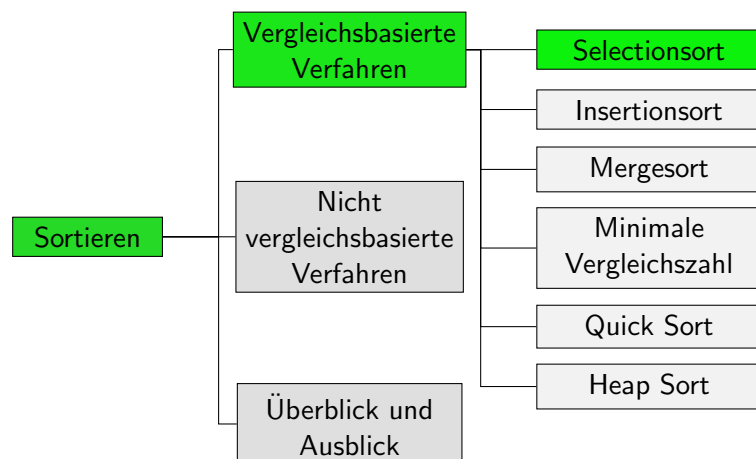 Sortieren
Vergleichsbasierte
Verfahren
Selectionsort
Insertionsort
Mergesort
Minimale
Vergleichszahl
Quick Sort
Heap Sort
Nicht
vergleichsbasierte
Verfahren
Überblick und
Ausblick